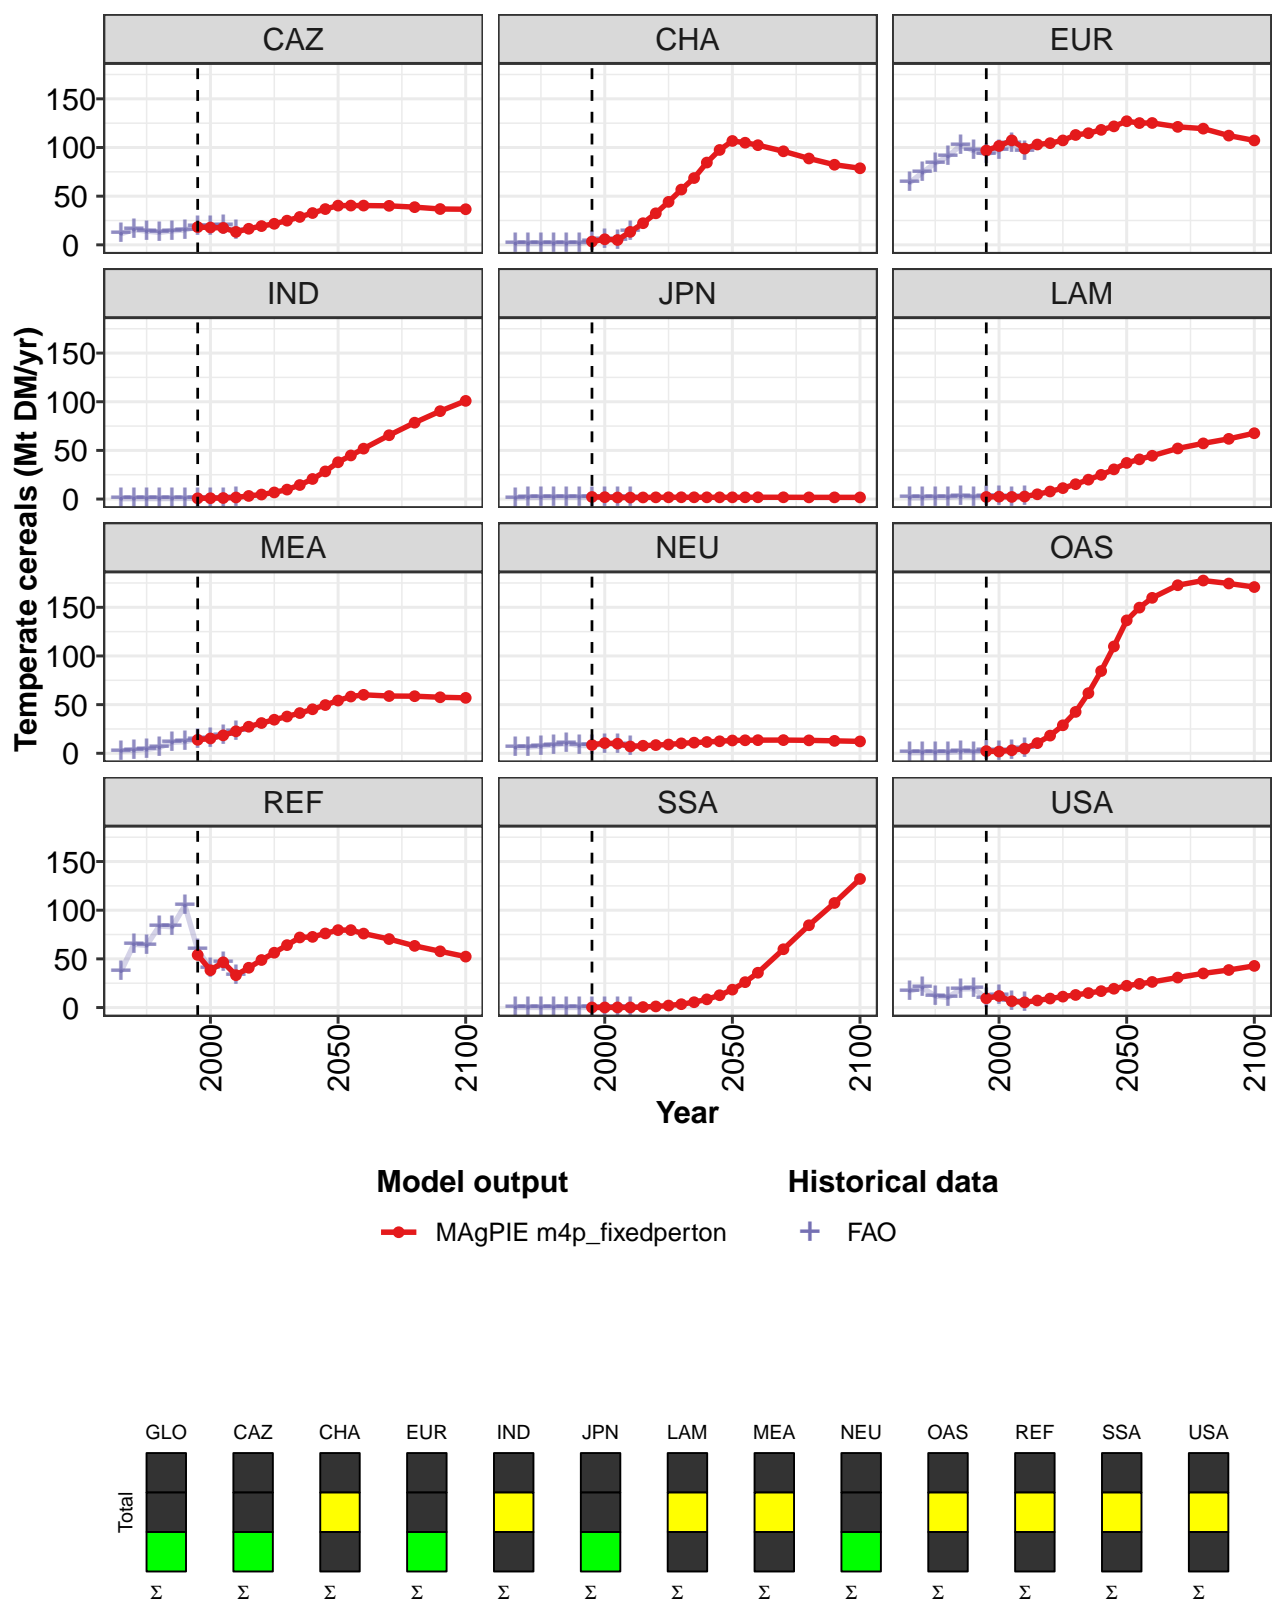 CAZ CHA EUR
150
100
50
0
IND JPN LAM
150
100
50
0
MEA NEU OAS
150
100
50
0
REF SSA USA
150
100
50
0
Temperate cereals (Mt DM/yr)
2000 2050 2100 2000 2050 2100 2000 2050 2100
Year
Model output Historical data
MAgPIE m4p_fixedperton FAO
GLO CAZ CHA EUR IND JPN LAM MEA NEU OAS REF SSA USA
Total
Σ Σ Σ Σ Σ Σ Σ Σ Σ Σ Σ Σ Σ